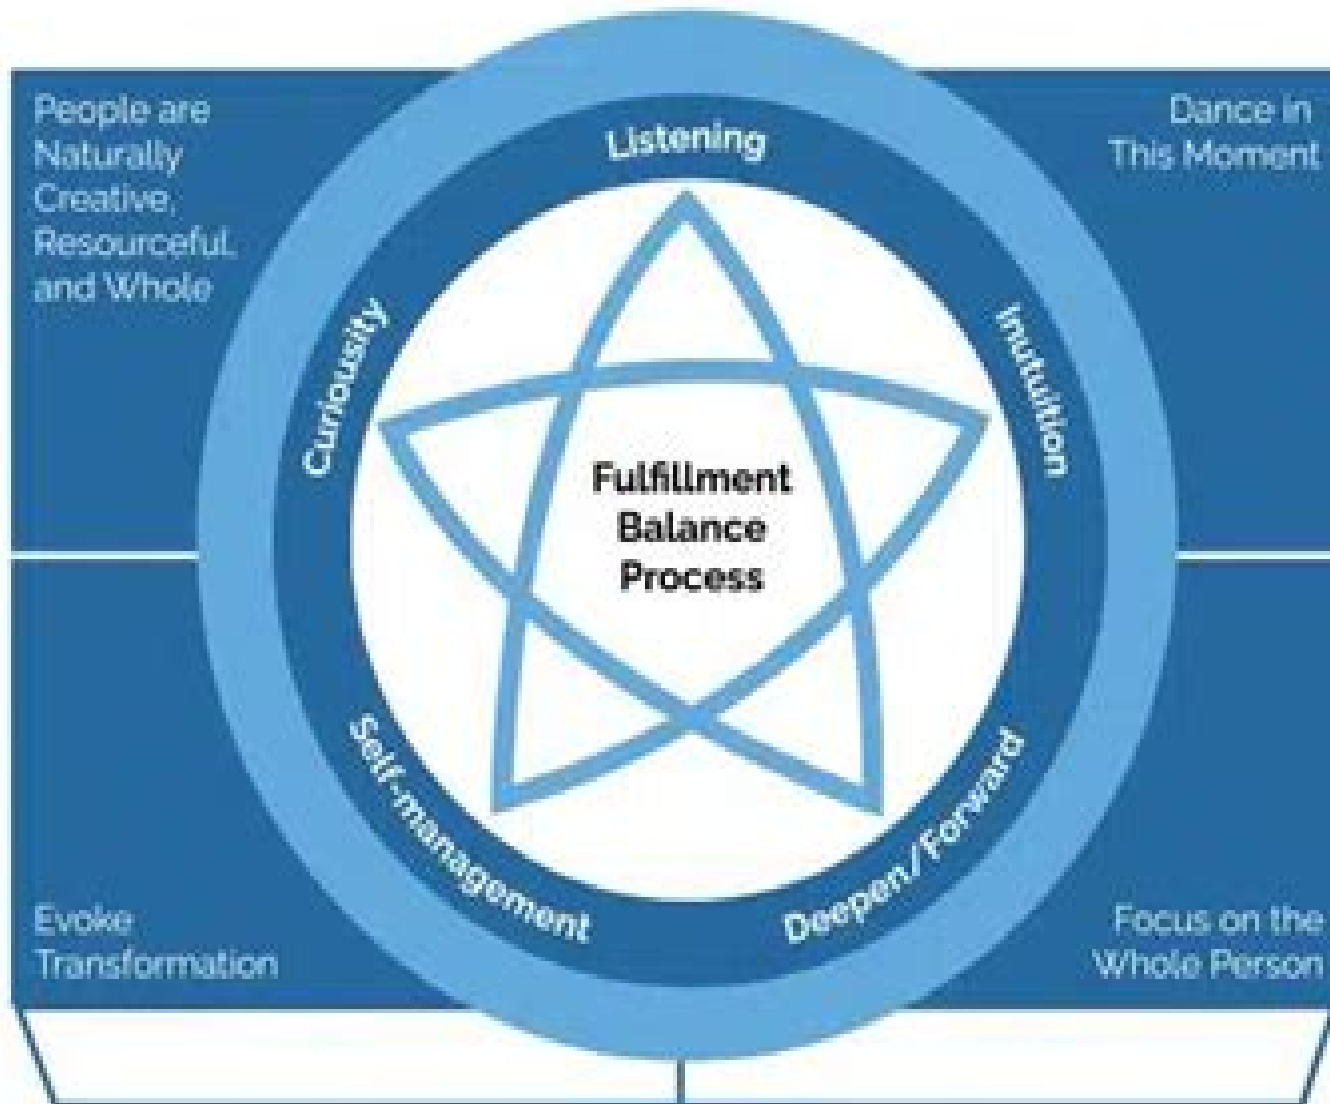 People are
Naturally
Creative,
Resourceful,
and Whole
Dance in
This Moment
Listening
Curiousity
Inutuition
Fulfillment
Balance
Process
Self-management
Deepen/Forward
Evoke
Transformation
Focus on the
Whole Person